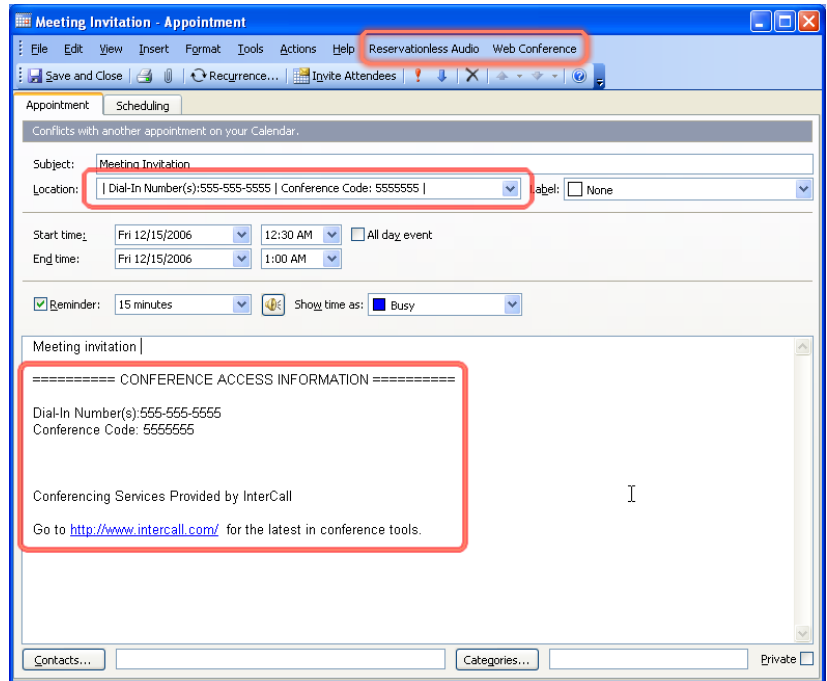 Meeting Invitation - Appointment
File Edit View Insert Format Tools Actions Help Reservationless Audio Web Conference
Save and Close Recurrence... Invite Attendees
Appointment Scheduling
Conflicts with another appointment on your Calendar.
Subject: Meeting Invitation
Location: | Dial-In Number(s):555-555-5555 | Conference Code: 5555555 | Label: None
Start time: Fri 12/15/2006 12:30 AM All day event
End time: Fri 12/15/2006 1:00 AM
Reminder: 15 minutes Show time as: Busy
Meeting invitation
========== CONFERENCE ACCESS INFORMATION ==========
Dial-In Number(s):555-555-5555
Conference Code: 5555555
Conferencing Services Provided by InterCall
Go to http://www.intercall.com/ for the latest in conference tools.
Contacts... Categories... Private